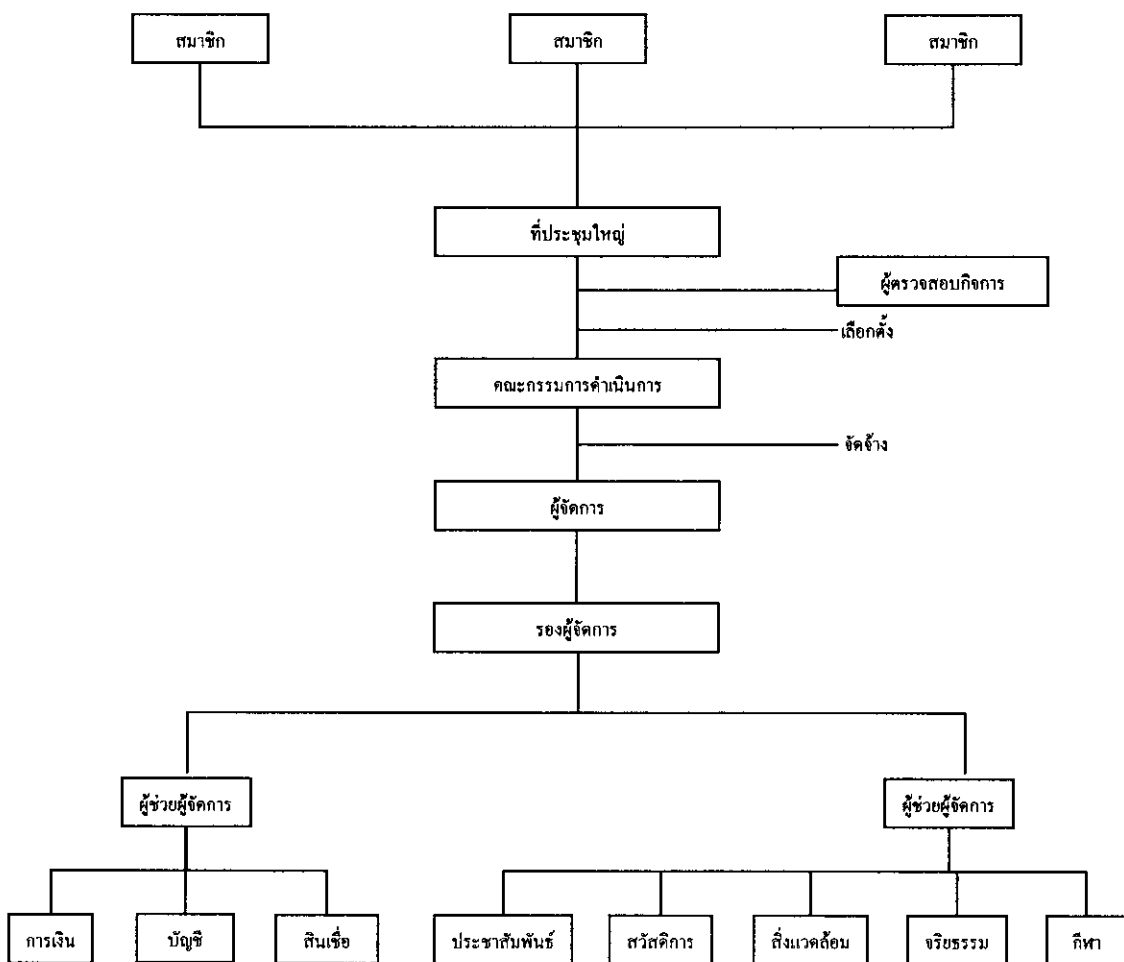 สมาชิก
สมาชิก
สมาชิก
ที่ประชุมใหญ่
ผู้ตรวจสอบกิจการ
เลือกตั้ง
คณะกรรมการดำเนินการ
จัดจ้าง
ผู้จัดการ
รองผู้จัดการ
ผู้ช่วยผู้จัดการ
ผู้ช่วยผู้จัดการ
การเงิน
บัญชี
สินเชื่อ
ประชาสัมพันธ์
สวัสดิการ
สิ่งแวดล้อม
จริยธรรม
กีฬา